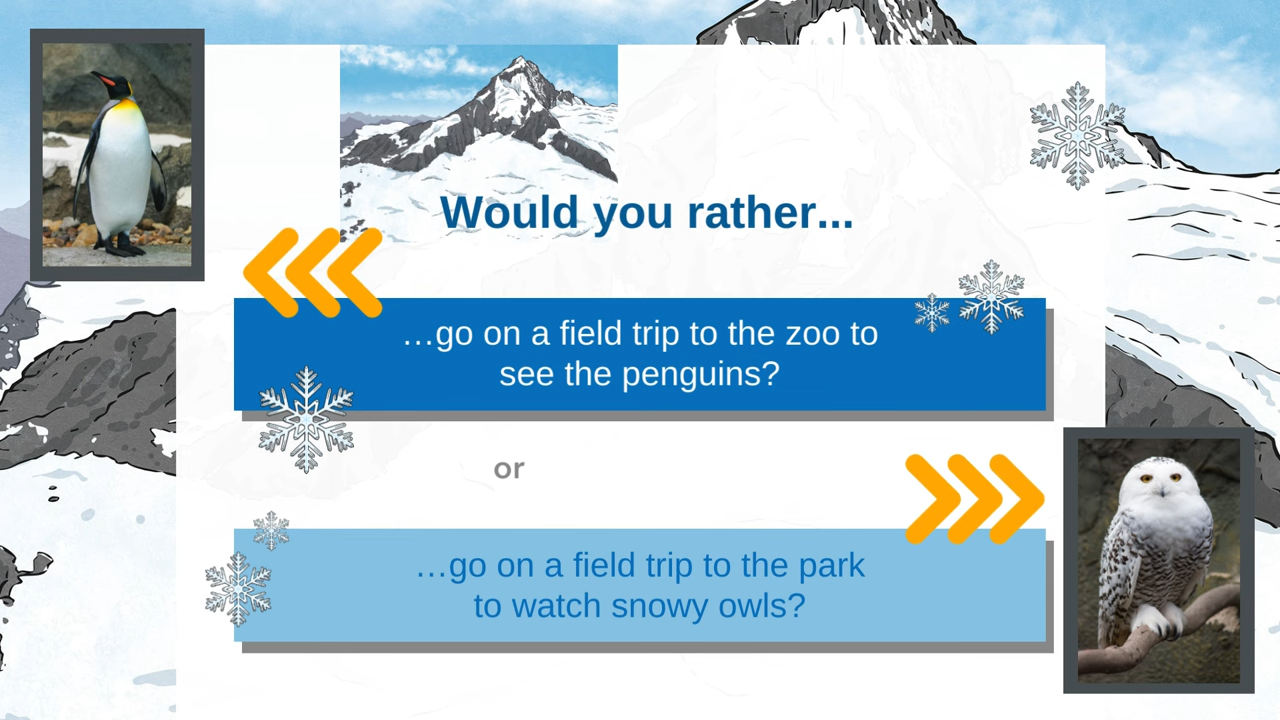 Would you rather...
…go on a field trip to the zoo to
see the penguins?
or
…go on a field trip to the park
to watch snowy owls?